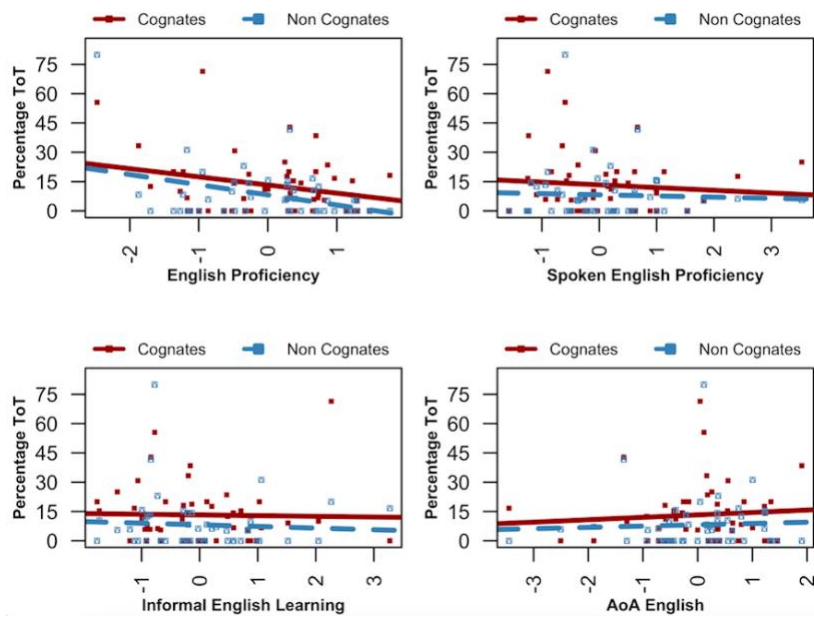 Cognates Non Cognates
Percentage ToT
75
60
45
30
15
0
-2 -1 0 1
English Proficiency
Cognates Non Cognates
Percentage ToT
75
60
45
30
15
0
-1 0 1 2 3
Spoken English Proficiency
Cognates Non Cognates
Percentage ToT
75
60
45
30
15
0
-1 0 1 2 3
Informal English Learning
Cognates Non Cognates
Percentage ToT
75
60
45
30
15
0
-3 -2 -1 0 1 2
AoA English